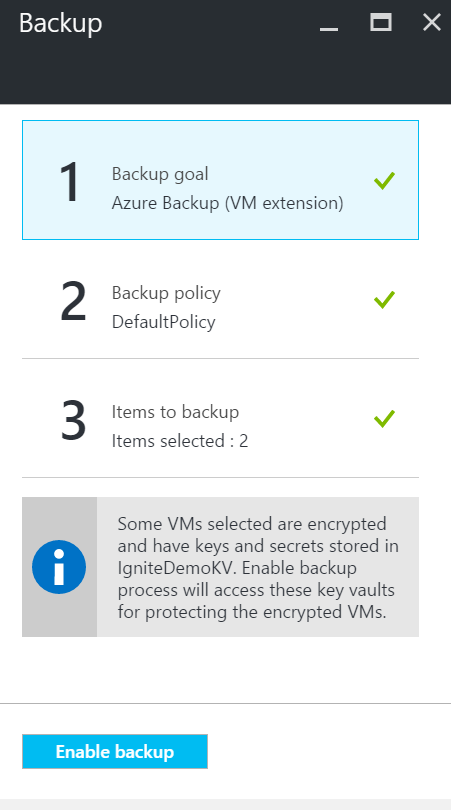 Backup
1
Backup goal
Azure Backup (VM extension)
2
Backup policy
DefaultPolicy
3
Items to backup
Items selected : 2
Some VMs selected are encrypted
and have keys and secrets stored in
IgniteDemoKV. Enable backup
process will access these key vaults
for protecting the encrypted VMs.
Enable backup